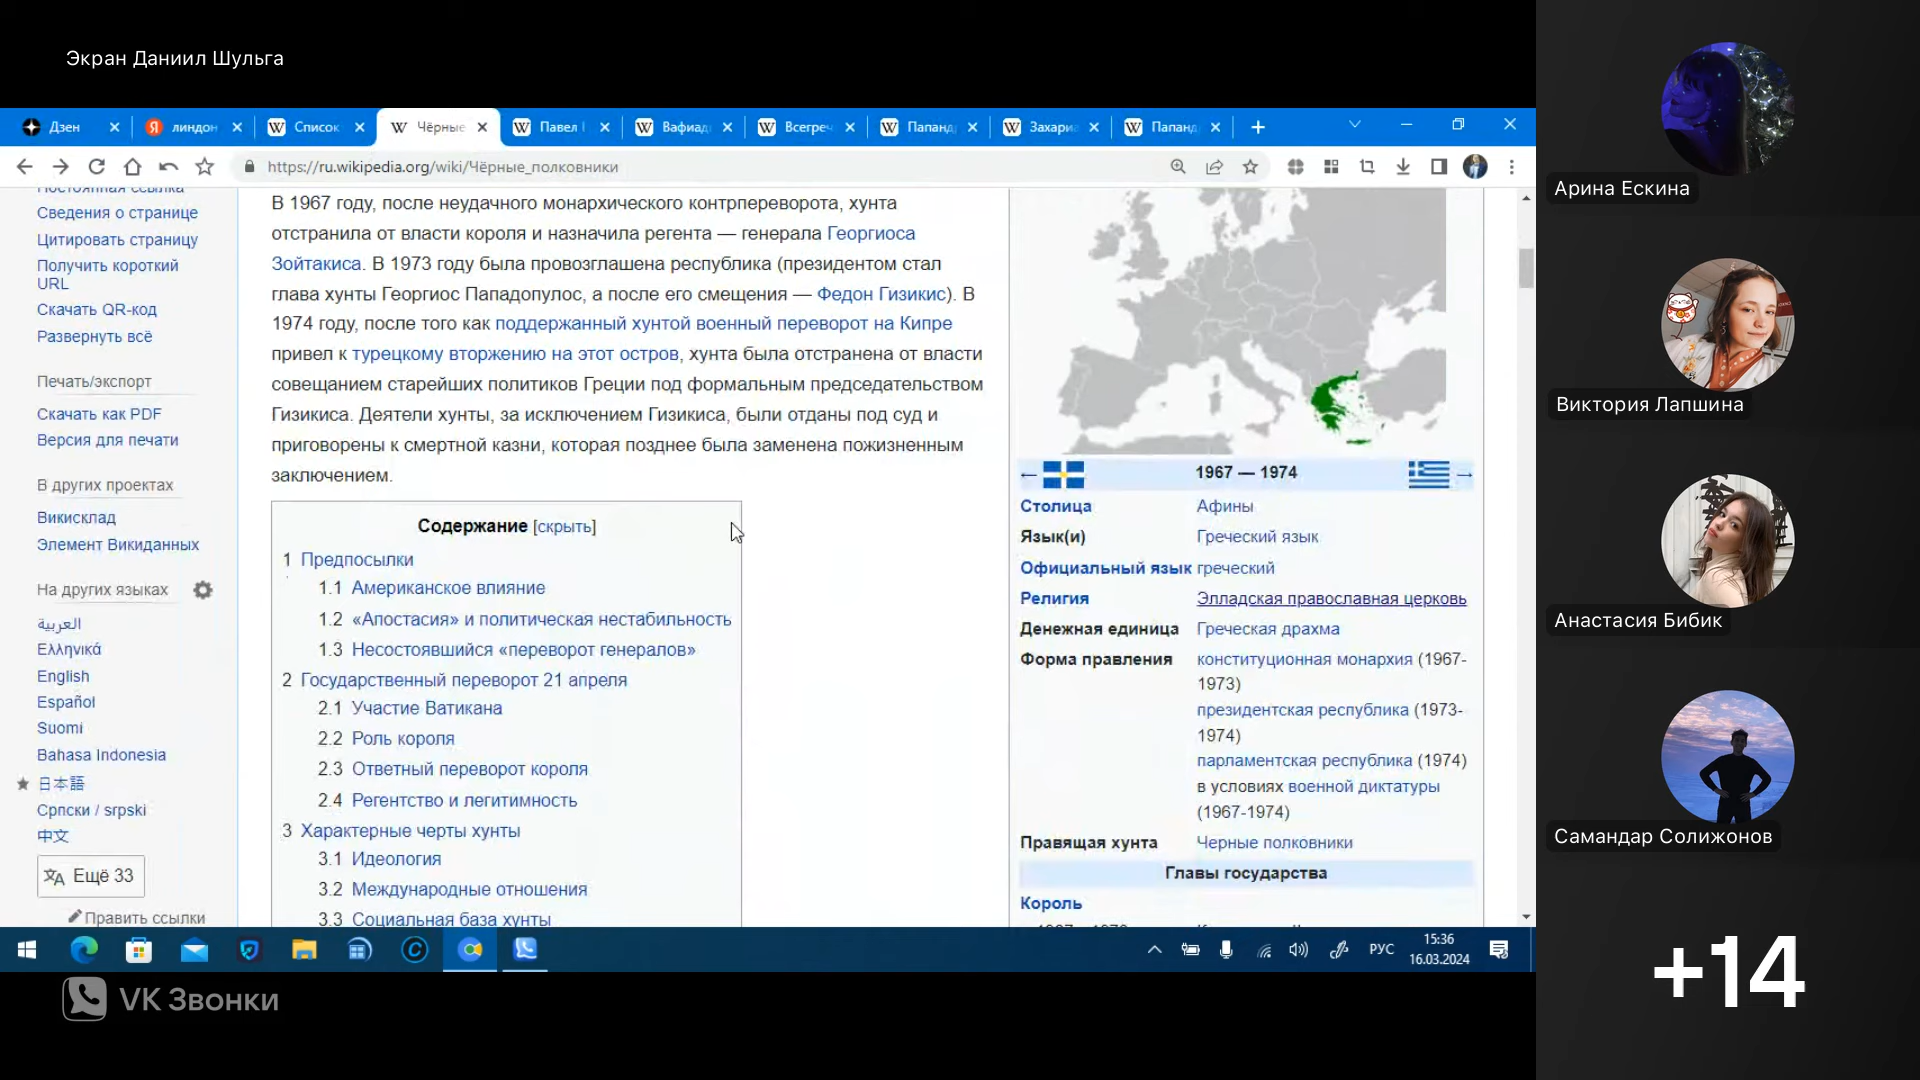 Экран Даниил Шульга
Дзен
линдон
Список
Чёрные
Павел I
Вафиад
Всегреч
Папанд
Захариа
Папанд
https://ru.wikipedia.org/wiki/Чёрные_полковники
Постоянная ссылка
Сведения о странице
Цитировать страницу
Получить короткий
URL
Скачать QR-код
Развернуть всё
Печать/экспорт
Скачать как PDF
Версия для печати
В других проектах
Викисклад
Элемент Викиданных
На других языках
العربية
Ελληνικά
English
Español
Suomi
Bahasa Indonesia
日本語
Српски / srpski
中文
Ещё 33
Править ссылки
В 1967 году, после неудачного монархического контрпереворота, хунта
отстранила от власти короля и назначила регента — генерала Георгиоса
Зойтакиса. В 1973 году была провозглашена республика (президентом стал
глава хунты Георгиос Пападопулос, а после его смещения — Федон Гизикис). В
1974 году, после того как поддержанный хунтой военный переворот на Кипре
привел к турецкому вторжению на этот остров, хунта была отстранена от власти
совещанием старейших политиков Греции под формальным председательством
Гизикиса. Деятели хунты, за исключением Гизикиса, были отданы под суд и
приговорены к смертной казни, которая позднее была заменена пожизненным
заключением.
Содержание [скрыть]
1 Предпосылки
1.1 Американское влияние
1.2 «Апостасия» и политическая нестабильность
1.3 Несостоявшийся «переворот генералов»
2 Государственный переворот 21 апреля
2.1 Участие Ватикана
2.2 Роль короля
2.3 Ответный переворот короля
2.4 Регентство и легитимность
3 Характерные черты хунты
3.1 Идеология
3.2 Международные отношения
3.3 Социальная база хунты
← 1967 — 1974 →
Столица Афины
Язык(и) Греческий язык
Официальный язык греческий
Религия Элладская православная церковь
Денежная единица Греческая драхма
Форма правления конституционная монархия (1967-
1973)
президентская республика (1973-
1974)
парламентская республика (1974)
в условиях военной диктатуры
(1967-1974)
Правящая хунта Черные полковники
Главы государства
Король
РУС
15:36
16.03.2024
VK Звонки
Арина Ескина
Виктория Лапшина
Анастасия Бибик
Самандар Солижонов
+14